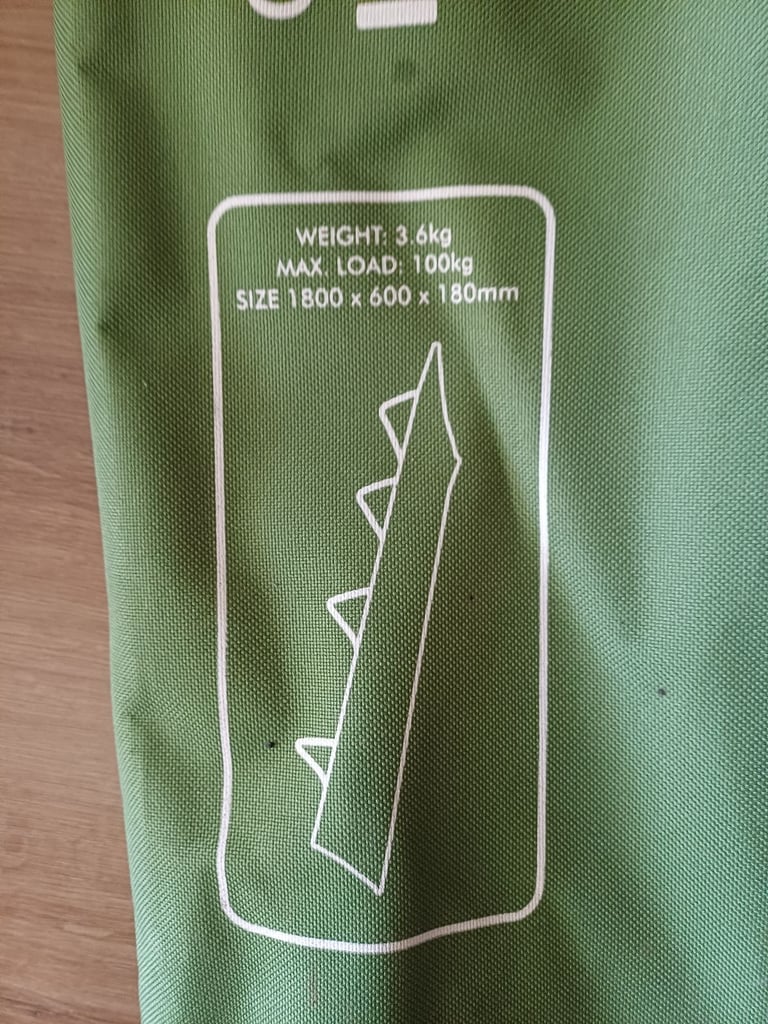 WEIGHT: 3.6kg
MAX. LOAD: 100kg
SIZE 1800 x 600 x 180mm